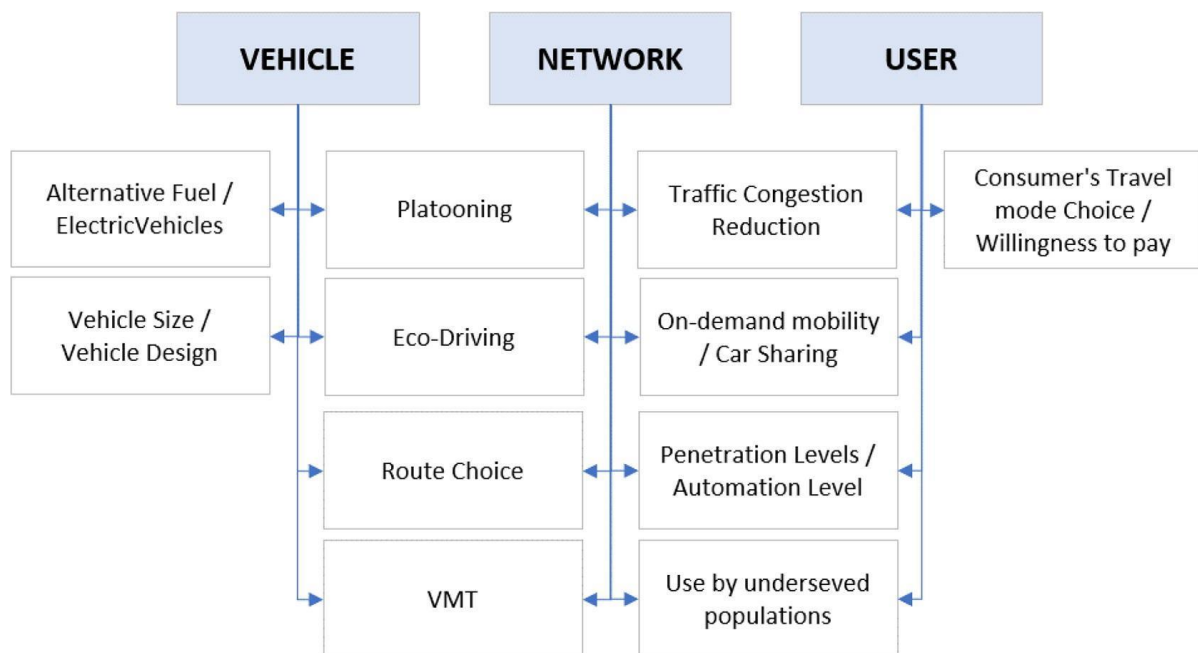 VEHICLE
NETWORK
USER
Alternative Fuel /
ElectricVehicles
Platooning
Traffic Congestion
Reduction
Consumer's Travel
mode Choice /
Willingness to pay
Vehicle Size /
Vehicle Design
Eco-Driving
On-demand mobility
/ Car Sharing
Route Choice
Penetration Levels /
Automation Level
VMT
Use by underseved
populations